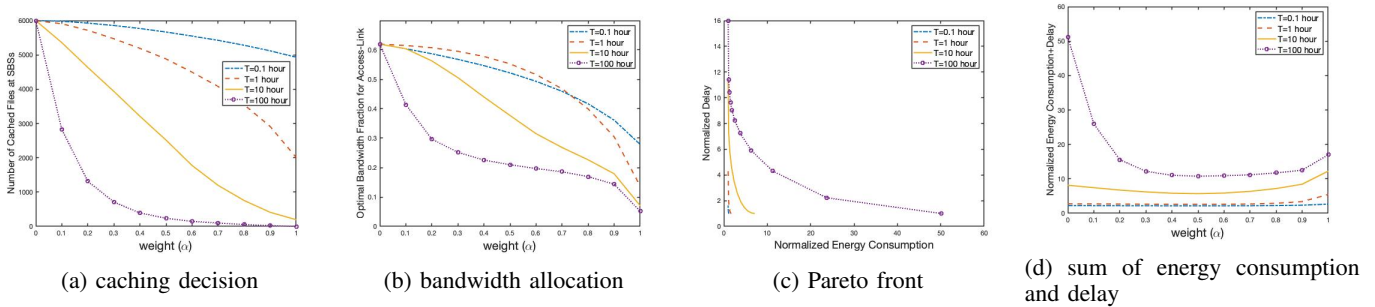 Number of Cached Files at SBSs
6000
5000
4000
3000
2000
1000
0
T=0.1 hour
T=1 hour
T=10 hour
T=100 hour
0 0.1 0.2 0.3 0.4 0.5 0.6 0.7 0.8 0.9 1
weight (α)
(a) caching decision
Optimal Bandwidth Fraction for Access-Link
0.6
0.5
0.4
0.3
0.2
0.1
0
T=0.1 hour
T=1 hour
T=10 hour
T=100 hour
0 0.1 0.2 0.3 0.4 0.5 0.6 0.7 0.8 0.9 1
weight (α)
(b) bandwidth allocation
Normalized Delay
16
14
12
10
8
6
4
2
0
T=0.1 hour
T=1 hour
T=10 hour
T=100 hour
0 10 20 30 40 50 60
Normalized Energy Consumption
(c) Pareto front
Normalized Energy Consumption+Delay
60
50
40
30
20
10
0
T=0.1 hour
T=1 hour
T=10 hour
T=100 hour
0 0.1 0.2 0.3 0.4 0.5 0.6 0.7 0.8 0.9 1
weight (α)
(d) sum of energy consumption
and delay